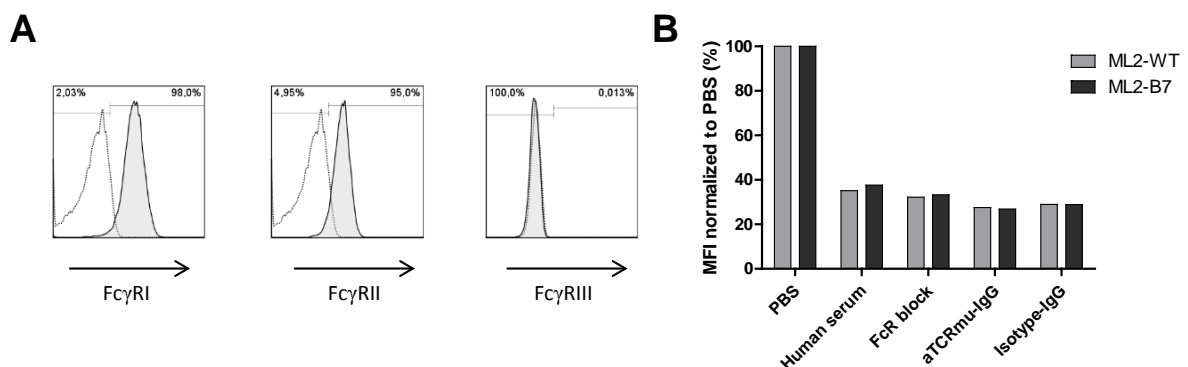 A
2,03%
98,0%
FcγRI
4,95%
95,0%
FcγRII
100,0%
0,013%
FcγRIII
B
MFI normalized to PBS (%)
100
80
60
40
20
0
PBS
Human serum
FcR block
aTCRmu-IgG
Isotype-IgG
ML2-WT
ML2-B7